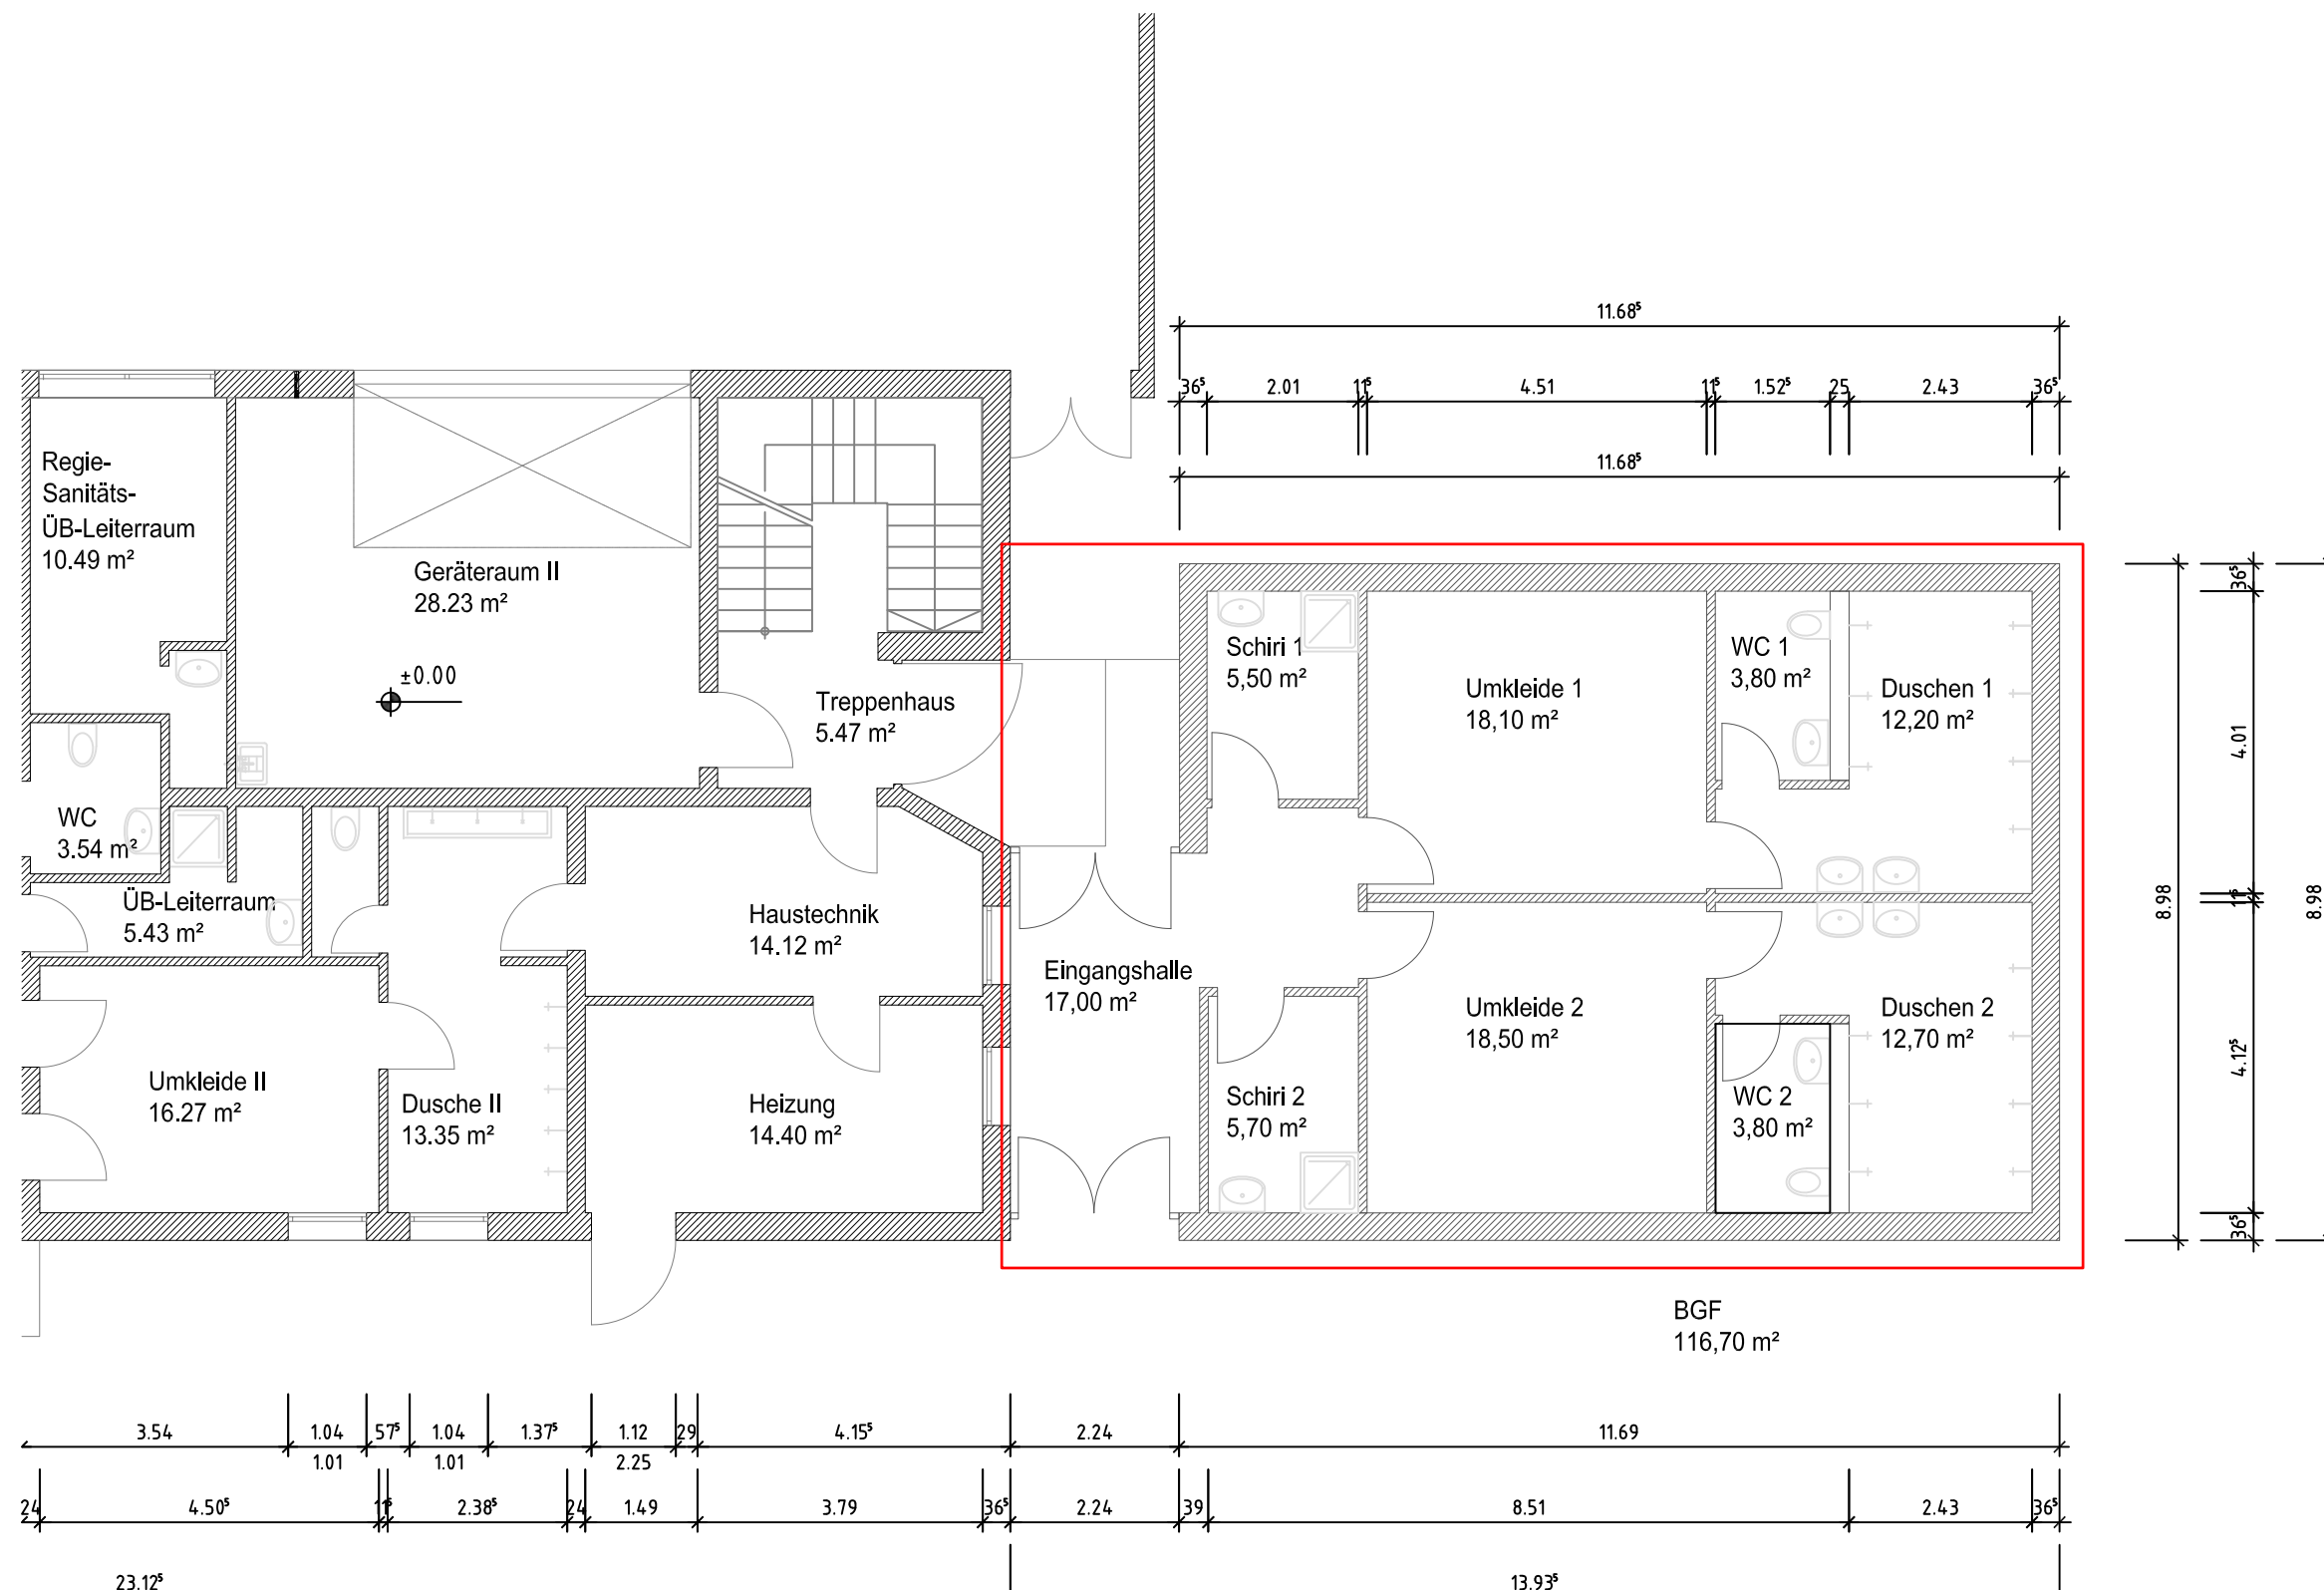 11.68⁵
36⁵ 2.01 11⁵ 4.51 11⁵ 1.52⁵ 25 2.43 36⁵
11.68⁵
Regie-
Sanitäts-
ÜB-Leiterraum
10.49 m²
Geräteraum II
28.23 m²
±0.00
Treppenhaus
5.47 m²
Schiri 1
5,50 m²
Umkleide 1
18,10 m²
WC 1
3,80 m²
Duschen 1
12,20 m²
WC
3.54 m²
ÜB-Leiterraum
5.43 m²
Haustechnik
14.12 m²
Eingangshalle
17,00 m²
Umkleide 2
18,50 m²
Duschen 2
12,70 m²
Umkleide II
16.27 m²
Dusche II
13.35 m²
Heizung
14.40 m²
Schiri 2
5,70 m²
WC 2
3,80 m²
8.98
36⁵
4.01
11⁵
4.12⁵
36⁵
8.98
BGF
116,70 m²
3.54 1.04 57⁵ 1.04 1.37⁵ 1.12 29 4.15⁵ 2.24 11.69
1.01 1.01 2.25
24 4.50⁵ 11⁵ 2.38⁵ 24 1.49 3.79 36⁵ 2.24 39 8.51 2.43 36⁵
23.12⁵ 13.93⁵